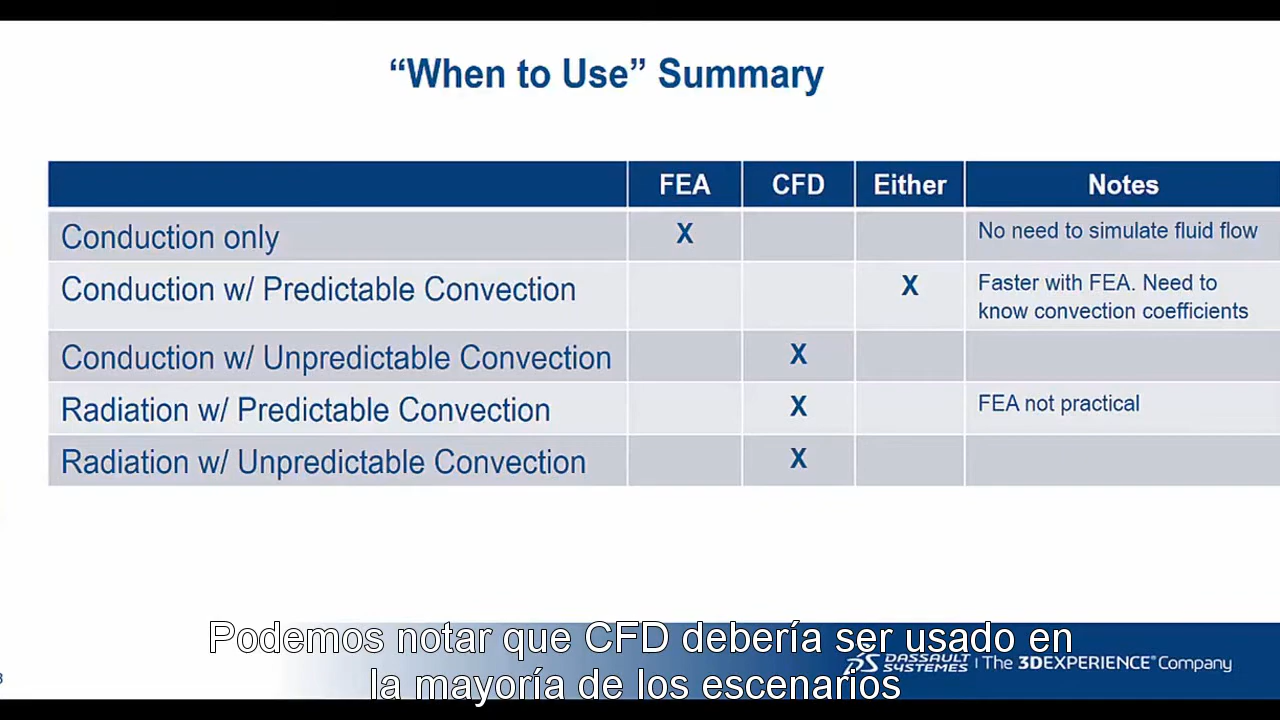 “When to Use” Summary
FEA CFD Either Notes
Conduction only X No need to simulate fluid flow
Conduction w/ Predictable Convection X Faster with FEA. Need to
know convection coefficients
Conduction w/ Unpredictable Convection X
Radiation w/ Predictable Convection X FEA not practical
Radiation w/ Unpredictable Convection X
Podemos notar que CFD debería ser usado en
la mayoría de los escenarios
3
DASSAULT
SYSTEMES | The 3DEXPERIENCE® Company